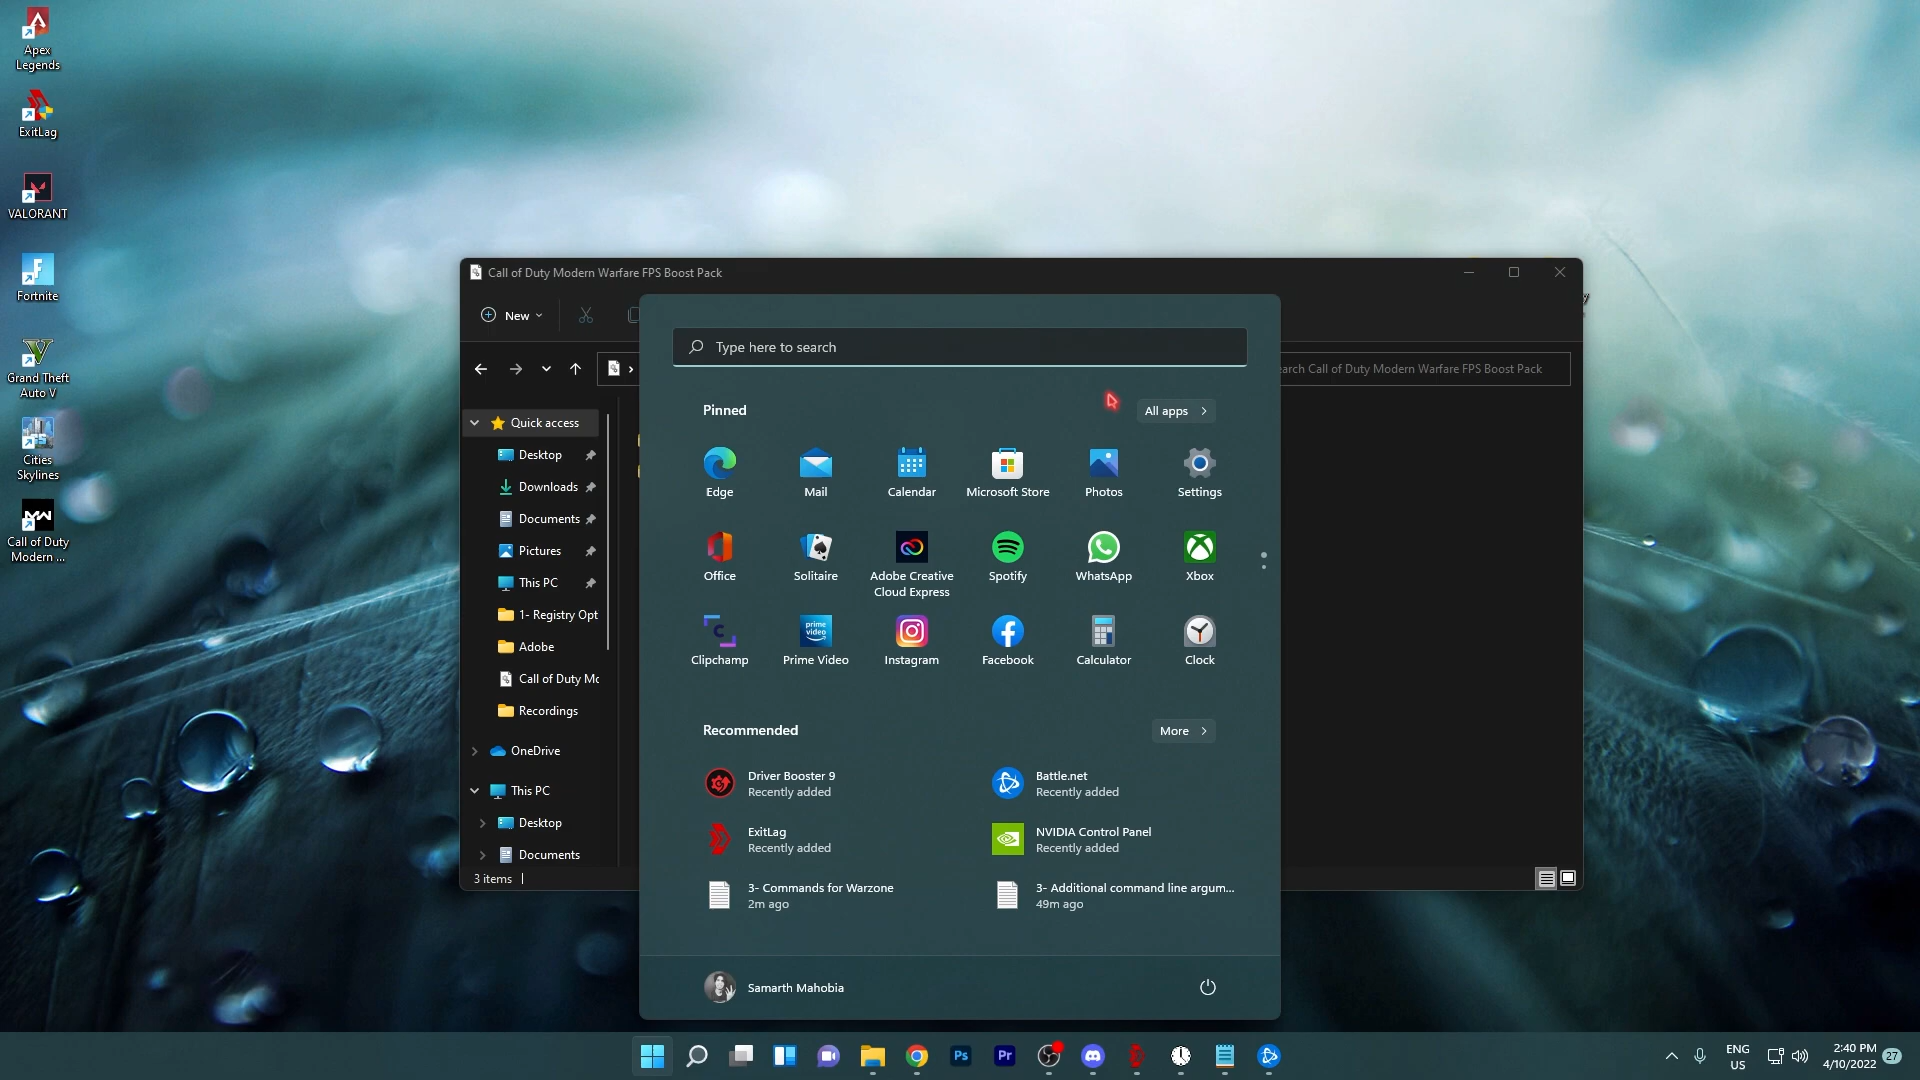 Apex
Legends
ExitLag
VALORANT
Fortnite
Grand Theft
Auto V
Cities
Skylines
Call of Duty
Modern ...
Call of Duty Modern Warfare FPS Boost Pack
New
arch Call of Duty Modern Warfare FPS Boost Pack
Quick access
Desktop
Downloads
Documents
Pictures
This PC
1- Registry Opt
Adobe
Call of Duty Mc
Recordings
OneDrive
This PC
Desktop
Documents
3 items
Type here to search
Pinned
All apps
Edge
Mail
Calendar
Microsoft Store
Photos
Settings
Office
Solitaire
Adobe Creative
Cloud Express
Spotify
WhatsApp
Xbox
prime
video
Clipchamp
Prime Video
Instagram
Facebook
Calculator
Clock
Recommended
More
Driver Booster 9
Recently added
Battle.net
Recently added
ExitLag
Recently added
NVIDIA Control Panel
Recently added
3- Commands for Warzone
2m ago
3- Additional command line argum...
49m ago
Samarth Mahobia
Ps
Pr
ENG
US
2:40 PM
4/10/2022
27